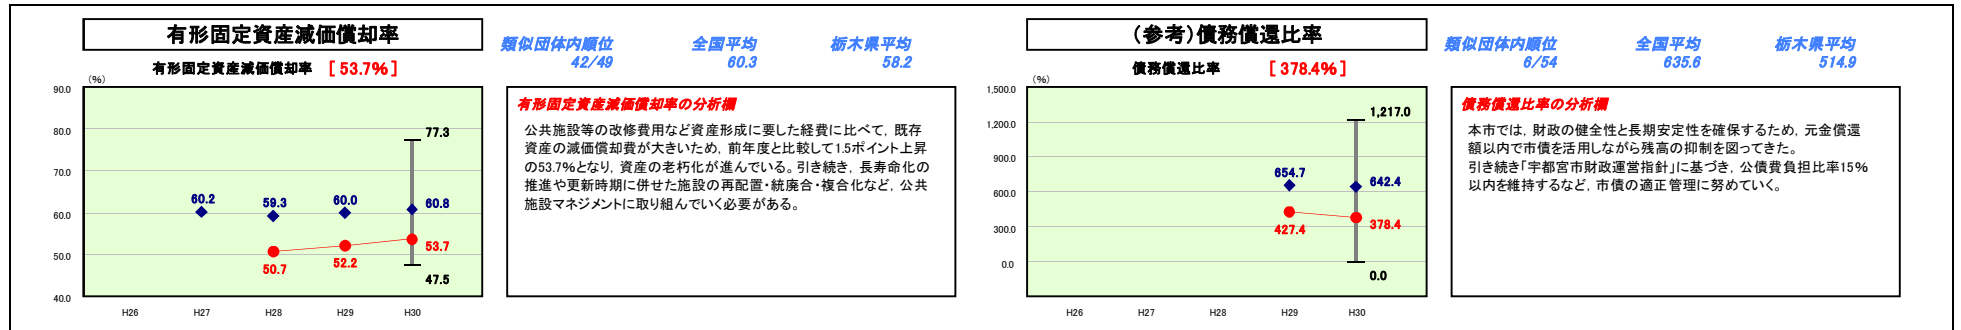 有形固定資産減価償却率
類似団体内順位 全国平均 栃木県平均
42/49 60.3 58.2
有形固定資産減価償却率 [ 53.7% ]
(%)
90.0
80.0
70.0
60.0
50.0
40.0
77.3
60.2
59.3
60.0
60.8
50.7
52.2
53.7
47.5
H26 H27 H28 H29 H30
有形固定資産減価償却率の分析欄
公共施設等の改修費用など資産形成に要した経費に比べて, 既存
資産の減価償却費が大きいため, 前年度と比較して1.5ポイント上昇
の53.7%となり, 資産の老朽化が進んでいる。引き続き, 長寿命化の
推進や更新時期に併せた施設の再配置・統廃合・複合化など, 公共
施設マネジメントに取り組んでいく必要がある。
(参考)債務償還比率
類似団体内順位 全国平均 栃木県平均
6/54 635.6 514.9
債務償還比率 [ 378.4% ]
(%)
1,500.0
1,200.0
900.0
600.0
300.0
0.0
1,217.0
654.7
642.4
427.4
378.4
0.0
H26 H27 H28 H29 H30
債務償還比率の分析欄
本市では, 財政の健全性と長期安定性を確保するため, 元金償還
額以内で市債を活用しながら残高の抑制を図ってきた。
引き続き「宇都宮市財政運営指針」に基づき, 公債費負担比率15%
以内を維持するなど, 市債の適正管理に努めていく。